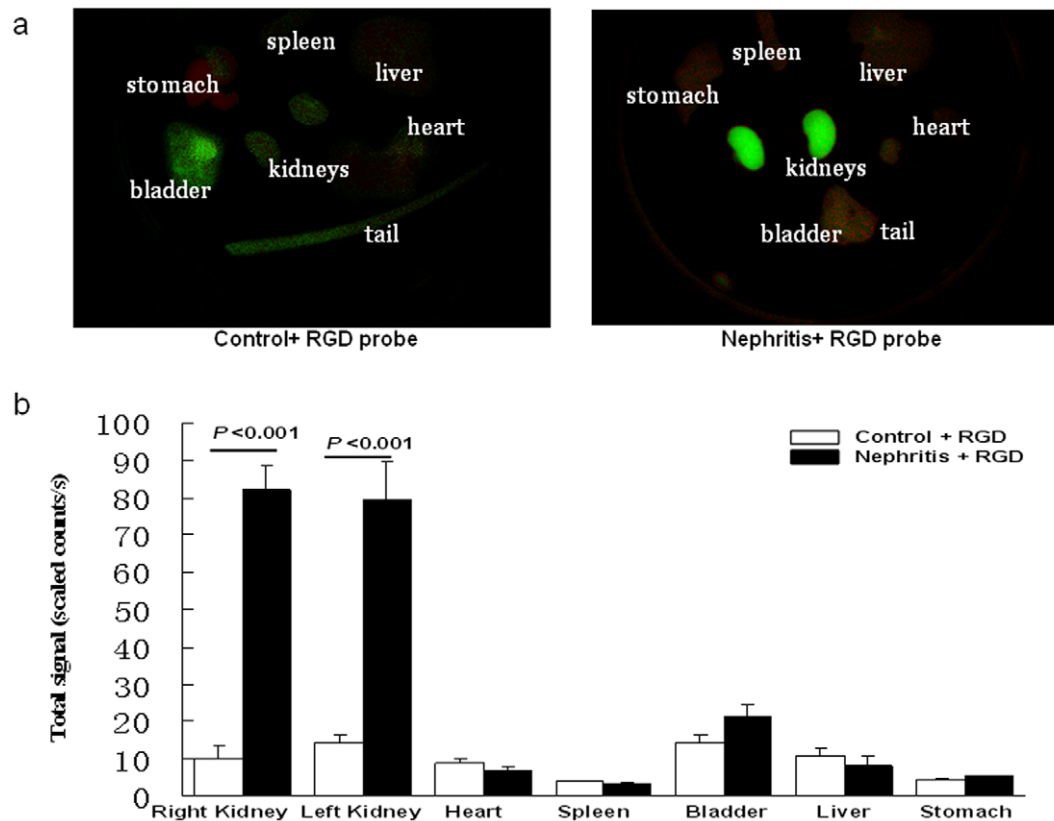 a
spleen
liver
stomach
heart
kidneys
bladder
tail
Control+ RGD probe
spleen
liver
stomach
heart
kidneys
bladder
tail
Nephritis+ RGD probe
b
Total signal (scaled counts/s)
100
90
80
70
60
50
40
30
20
10
0
P <0.001
P <0.001
Control + RGD
Nephritis + RGD
Right Kidney Left Kidney Heart Spleen Bladder Liver Stomach